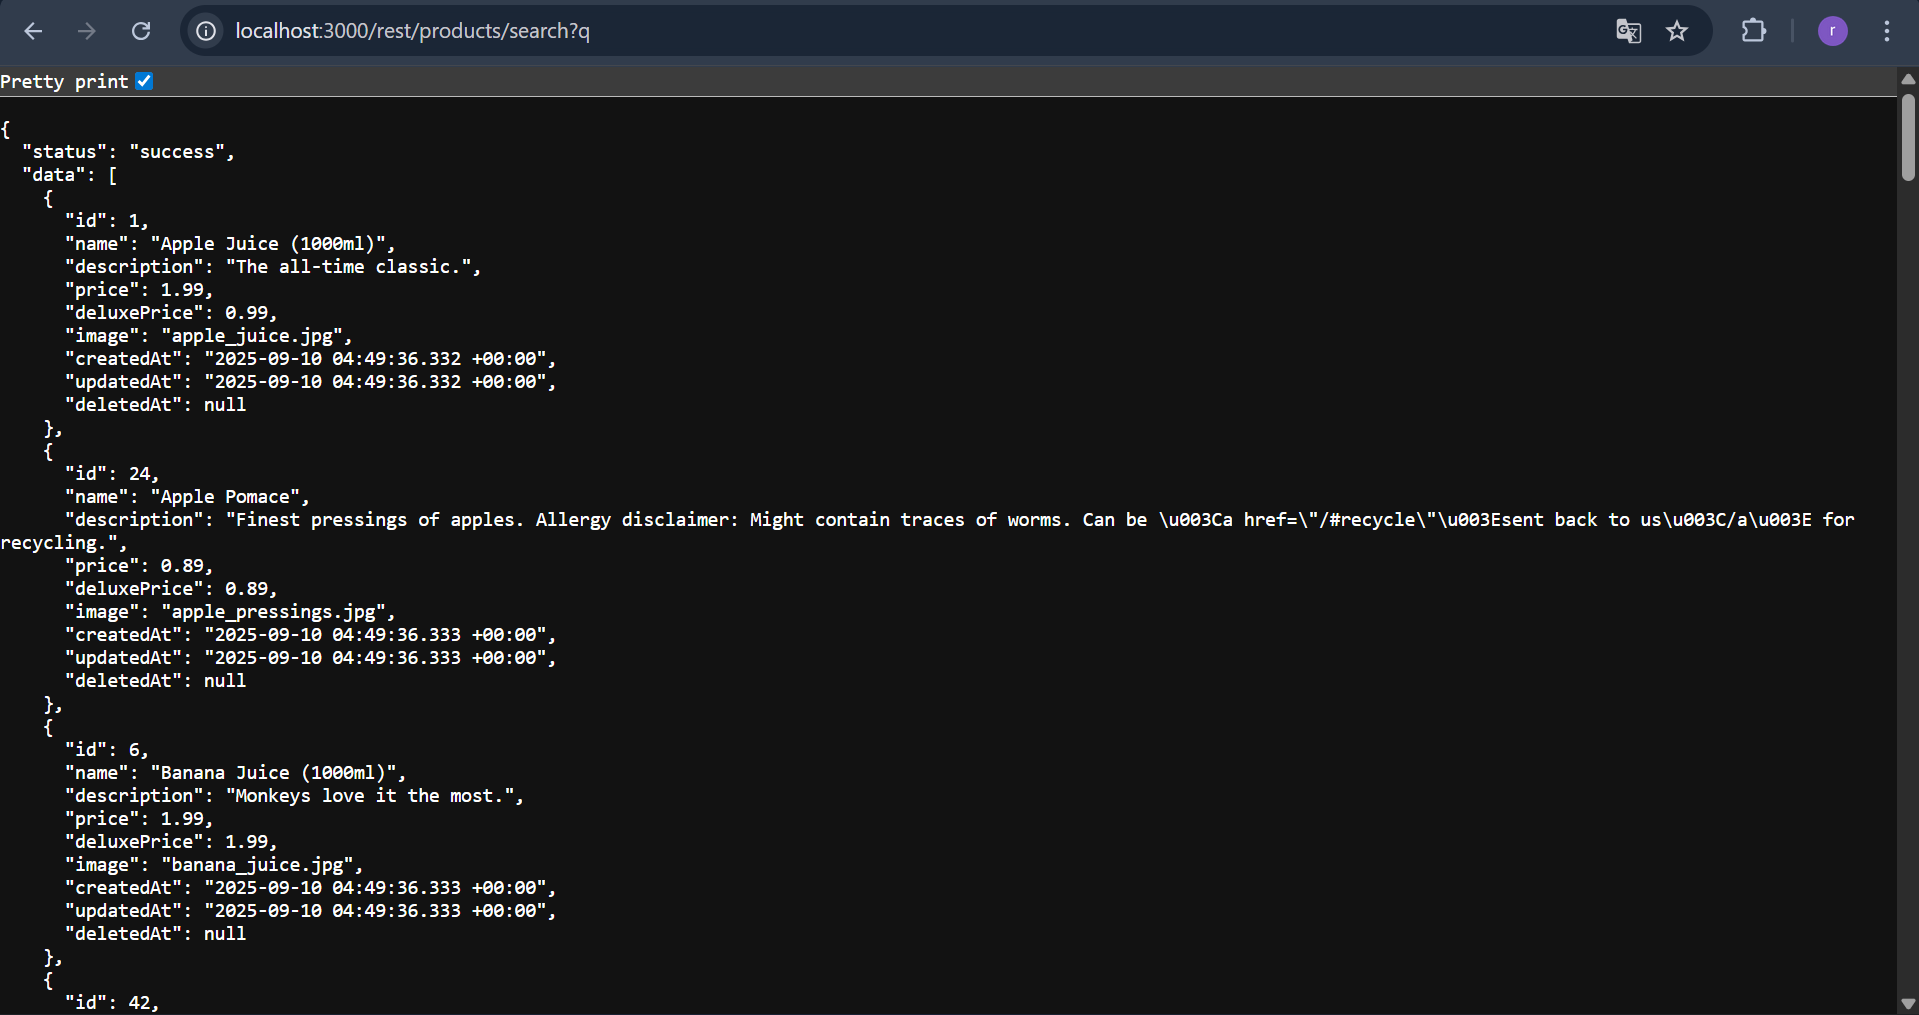 localhost:3000/rest/products/search?q
r
Pretty print
{
  "status": "success",
  "data": [
    {
      "id": 1,
      "name": "Apple Juice (1000ml)",
      "description": "The all-time classic.",
      "price": 1.99,
      "deluxePrice": 0.99,
      "image": "apple_juice.jpg",
      "createdAt": "2025-09-10 04:49:36.332 +00:00",
      "updatedAt": "2025-09-10 04:49:36.332 +00:00",
      "deletedAt": null
    },
    {
      "id": 24,
      "name": "Apple Pomace",
      "description": "Finest pressings of apples. Allergy disclaimer: Might contain traces of worms. Can be \u003Ca href=\"/#recycle\"\u003Esent back to us\u003C/a\u003E for
recycling.",
      "price": 0.89,
      "deluxePrice": 0.89,
      "image": "apple_pressings.jpg",
      "createdAt": "2025-09-10 04:49:36.333 +00:00",
      "updatedAt": "2025-09-10 04:49:36.333 +00:00",
      "deletedAt": null
    },
    {
      "id": 6,
      "name": "Banana Juice (1000ml)",
      "description": "Monkeys love it the most.",
      "price": 1.99,
      "deluxePrice": 1.99,
      "image": "banana_juice.jpg",
      "createdAt": "2025-09-10 04:49:36.333 +00:00",
      "updatedAt": "2025-09-10 04:49:36.333 +00:00",
      "deletedAt": null
    },
    {
      "id": 42,